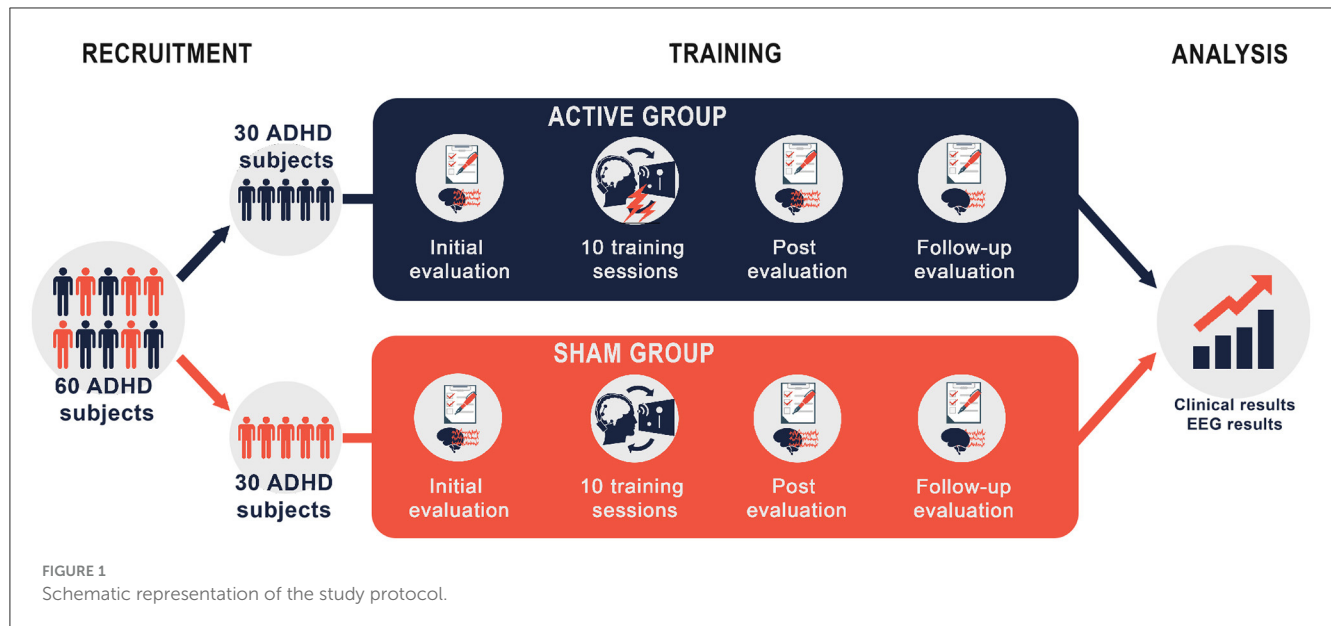 RECRUITMENT
TRAINING
ANALYSIS
30 ADHD
subjects
ACTIVE GROUP
Initial
evaluation
10 training
sessions
Post
evaluation
Follow-up
evaluation
60 ADHD
subjects
SHAM GROUP
Initial
evaluation
10 training
sessions
Post
evaluation
Follow-up
evaluation
30 ADHD
subjects
Clinical results
EEG results
FIGURE 1
Schematic representation of the study protocol.